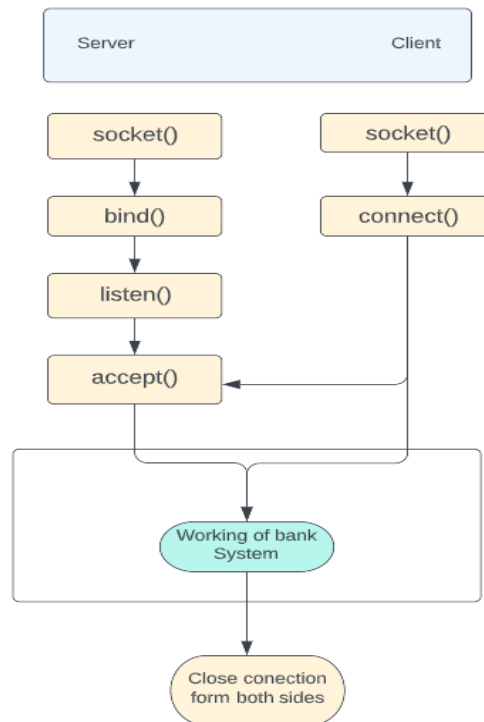 Server Client
socket() socket()
bind() connect()
listen()
accept()
Working of bank
System
Close conection
form both sides